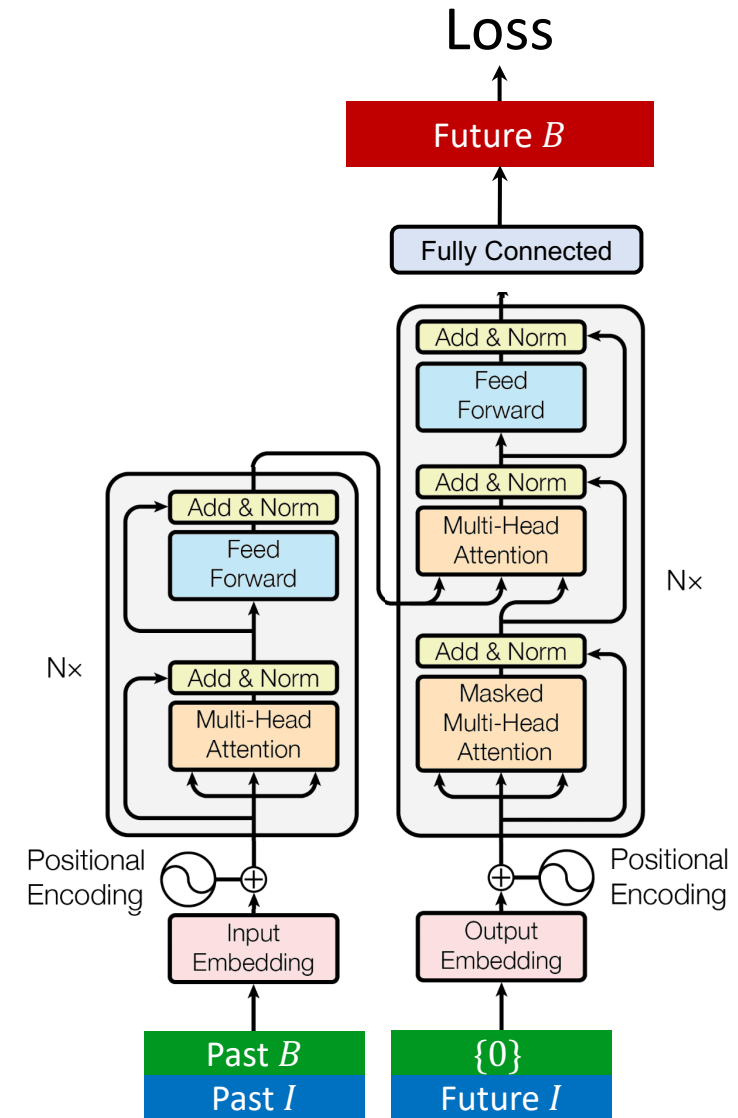 Loss
Future B
Fully Connected
Add & Norm
Feed
Forward
Add & Norm
Multi-Head
Attention
Add & Norm
Masked
Multi-Head
Attention
N×
Add & Norm
Feed
Forward
Add & Norm
Multi-Head
Attention
N×
Positional
Encoding
Positional
Encoding
Input
Embedding
Output
Embedding
Past B
Past I
{0}
Future I